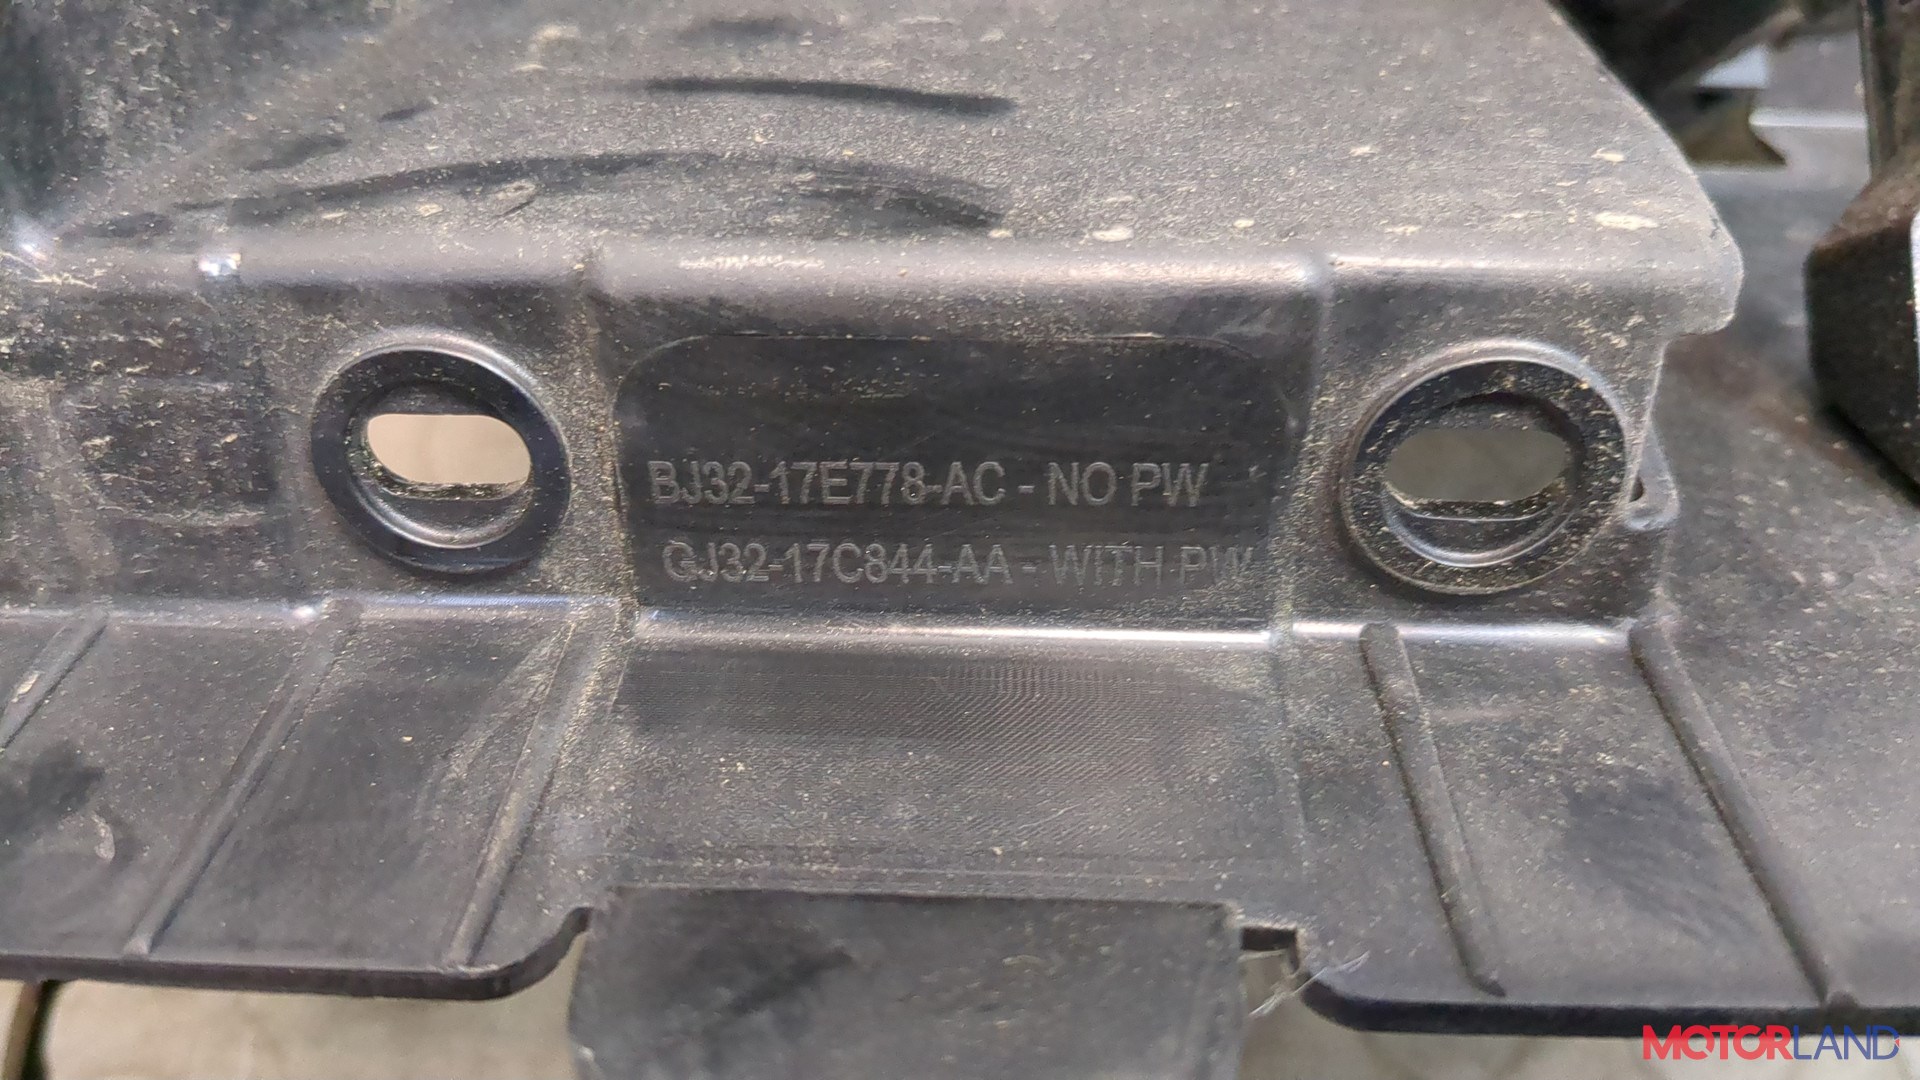 BJ32-17E778-AC - NO PW
GJ32-17C844-AA - WITH PW
MOTORLAND